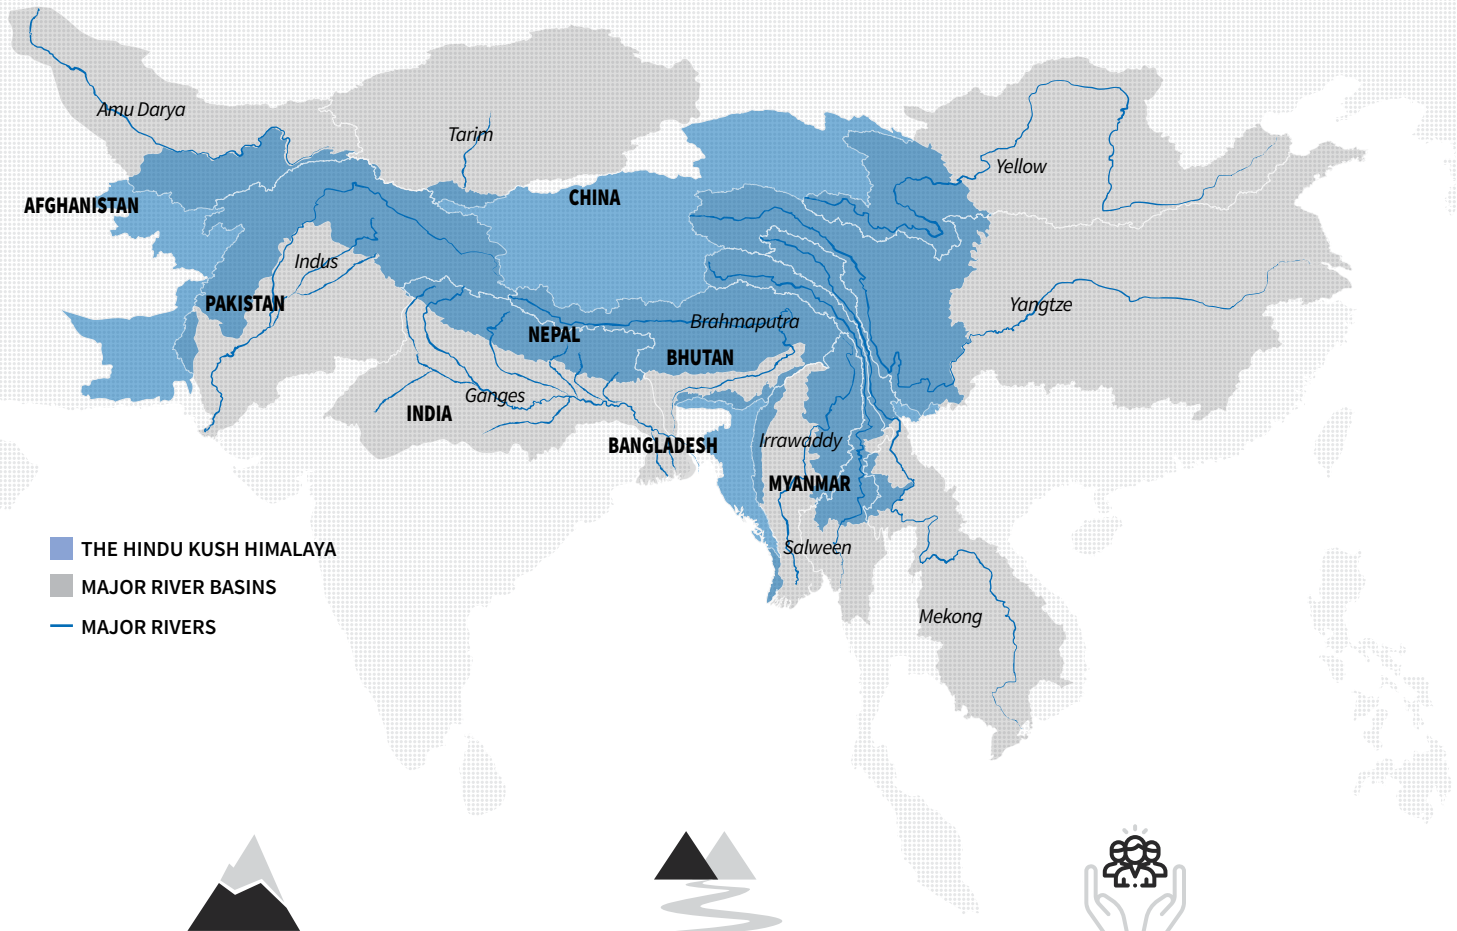 Amu Darya
Tarim
Yellow
AFGHANISTAN
CHINA
Indus
PAKISTAN
Yangtze
NEPAL
Brahmaputra
BHUTAN
Ganges
INDIA
BANGLADESH
Irrawaddy
MYANMAR
Salween
THE HINDU KUSH HIMALAYA
MAJOR RIVER BASINS
MAJOR RIVERS
Mekong